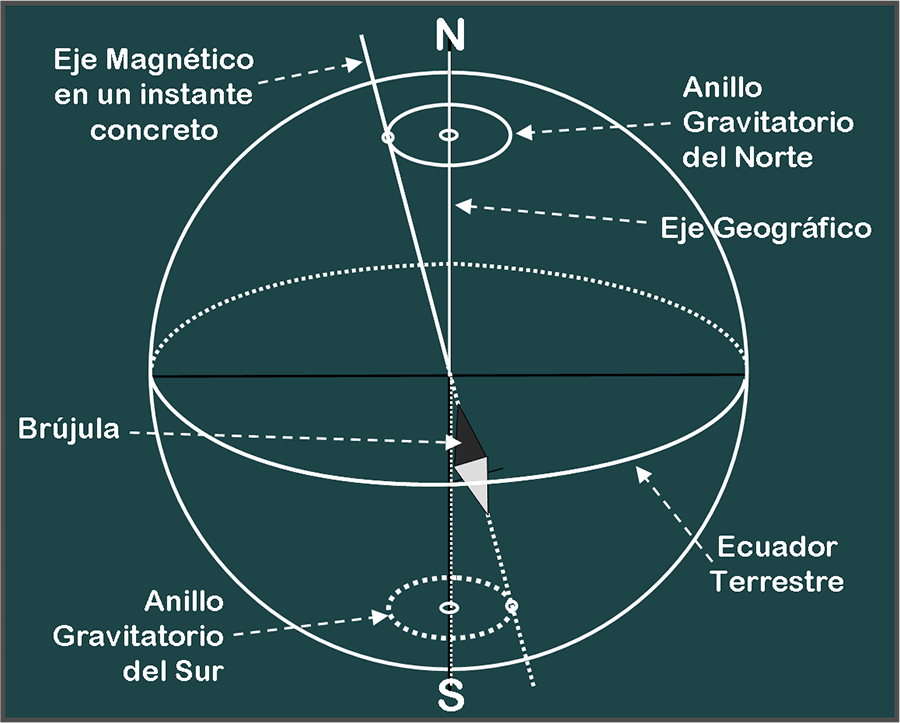 N
Eje Magnético
en un instante
concreto
Anillo
Gravitatorio
del Norte
Eje Geográfico
Brújula
Ecuador
Terrestre
Anillo
Gravitatorio
del Sur
S